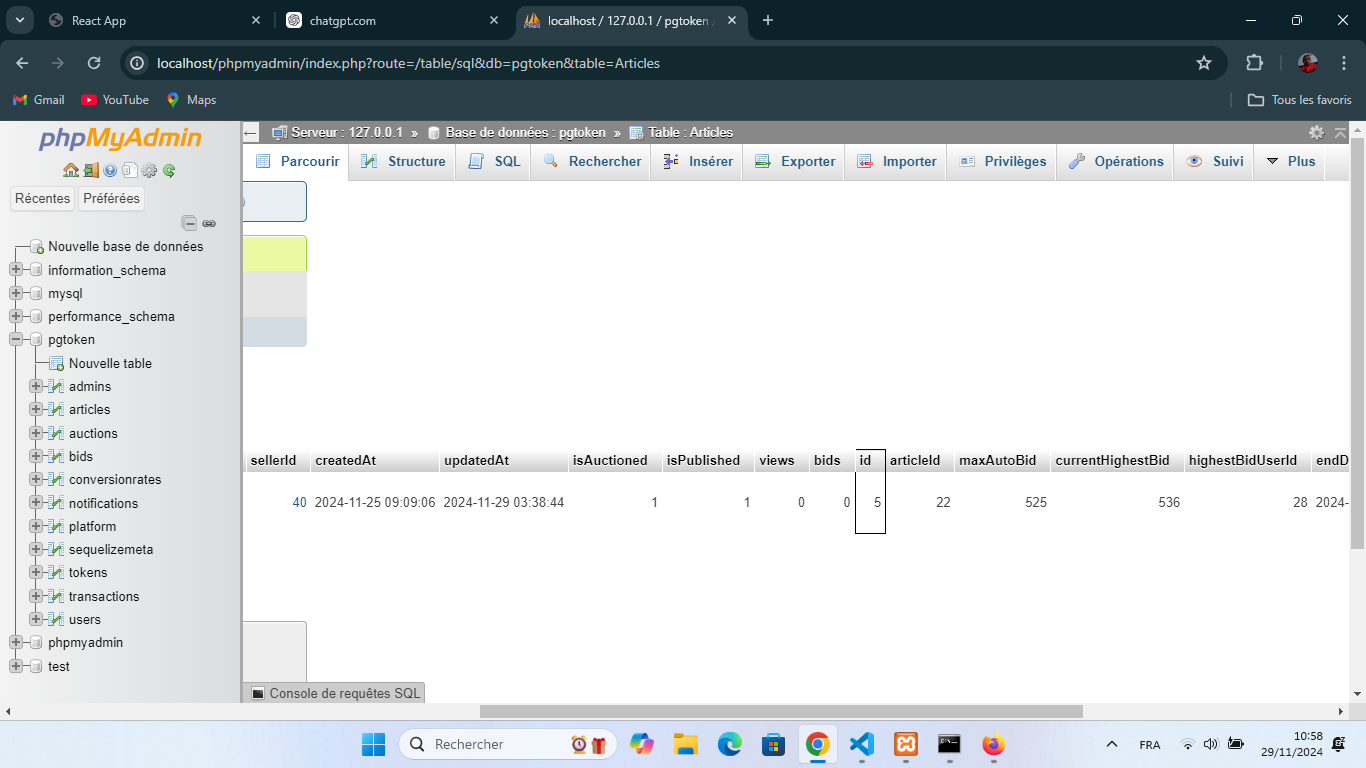 React App
chatgpt.com
localhost / 127.0.0.1 / pgtoken /
localhost/phpmyadmin/index.php?route=/table/sql&db=pgtoken&table=Articles
Gmail
YouTube
Maps
Tous les favoris
phpMyAdmin
Serveur : 127.0.0.1 » Base de données : pgtoken » Table : Articles
Parcourir
Structure
SQL
Rechercher
Insérer
Exporter
Importer
Privilèges
Opérations
Suivi
Plus
Récentes
Préférées
Nouvelle base de données
information_schema
mysql
performance_schema
pgtoken
Nouvelle table
admins
articles
auctions
bids
conversionrates
notifications
platform
sequelizemeta
tokens
transactions
users
phpmyadmin
test
sellerId createdAt updatedAt isAuctioned isPublished views bids id articleId maxAutoBid currentHighestBid highestBidUserId endD
40 2024-11-25 09:09:06 2024-11-29 03:38:44 1 1 0 0 5 22 525 536 28 2024-
Console de requêtes SQL
Rechercher
FRA
10:58
29/11/2024